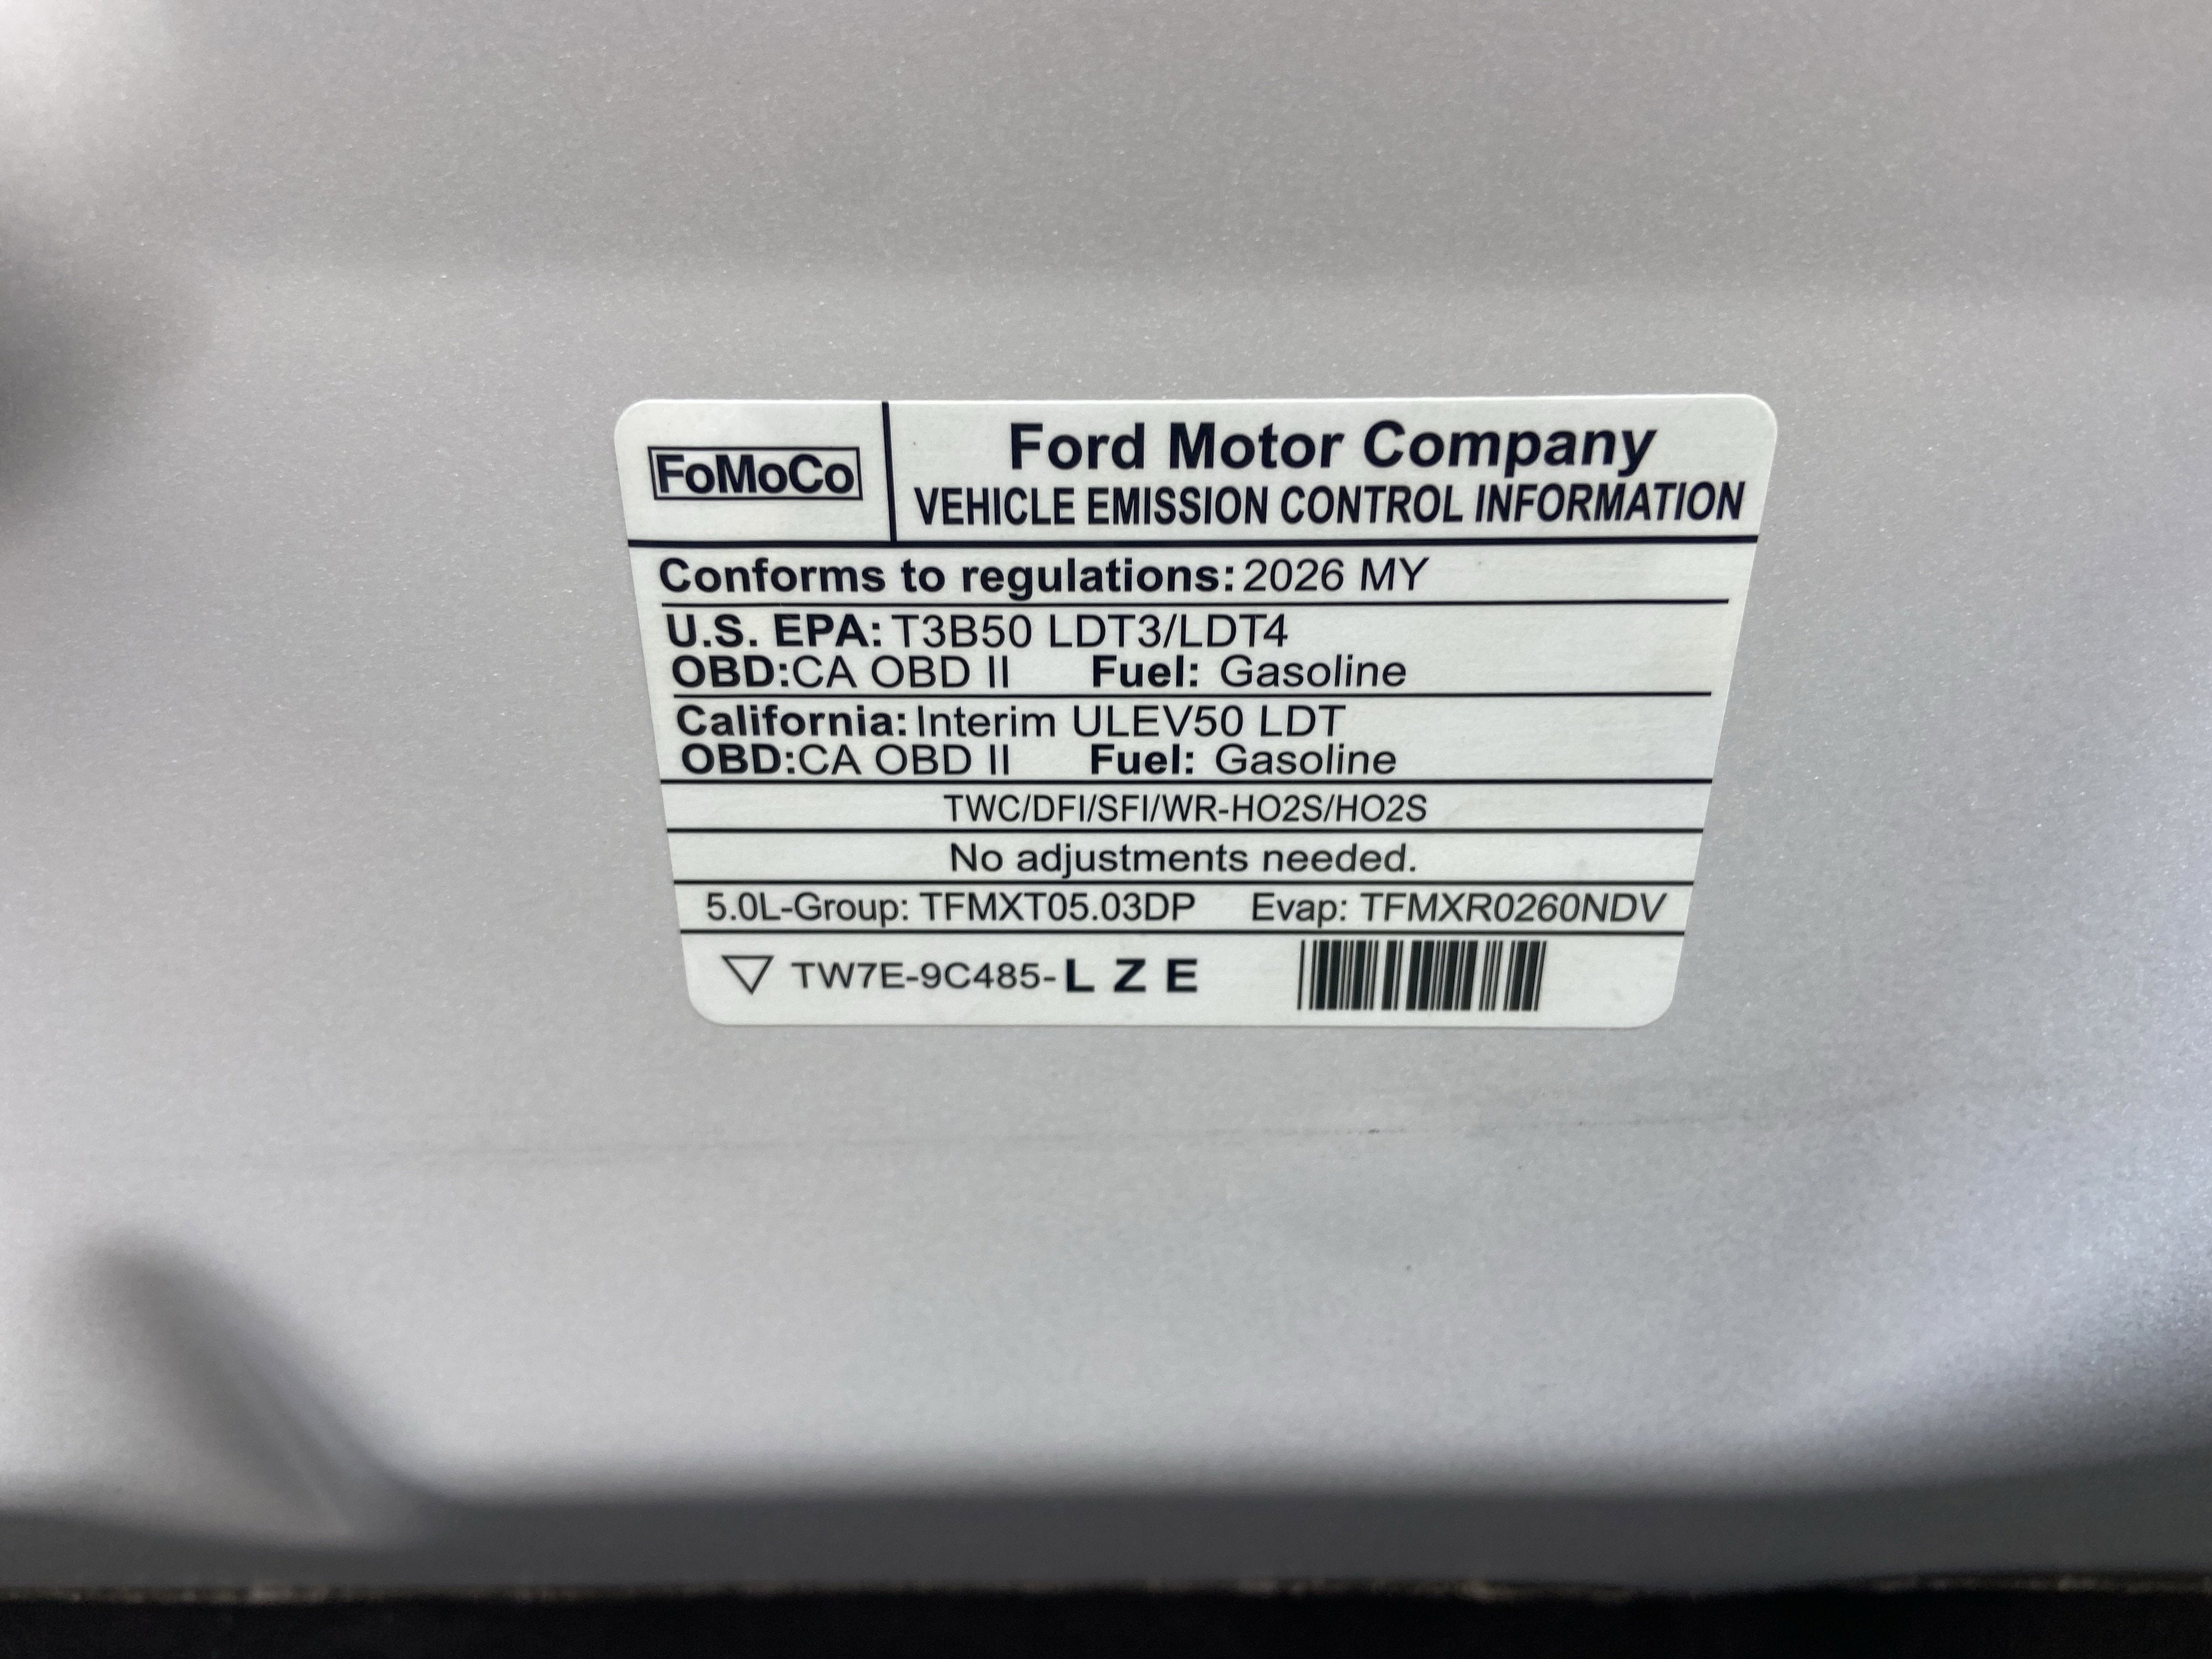 FoMoCo
Ford Motor Company
VEHICLE EMISSION CONTROL INFORMATION
Conforms to regulations: 2026 MY
U.S. EPA: T3B50 LDT3/LDT4
OBD:CA OBD II Fuel: Gasoline
California: Interim ULEV50 LDT
OBD:CA OBD II Fuel: Gasoline
TWC/DFI/SFI/WR-HO2S/HO2S
No adjustments needed.
5.0L-Group: TFMXT05.03DP Evap: TFMXR0260NDV
TW7E-9C485-L Z E